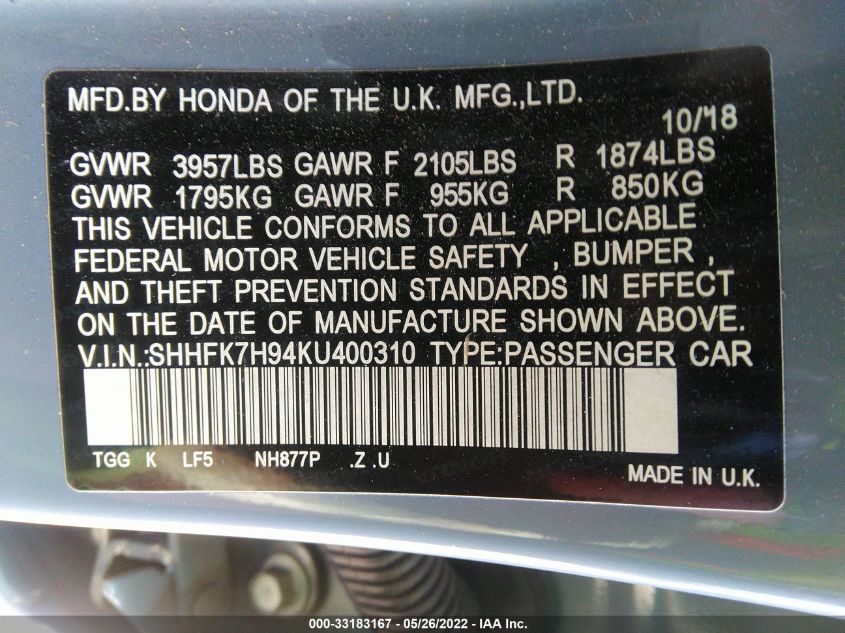 MFD.BY HONDA OF THE U.K. MFG.,LTD.
10/18
GVWR 3957LBS GAWR F 2105LBS R 1874LBS
GVWR 1795KG GAWR F 955KG R 850KG
THIS VEHICLE CONFORMS TO ALL APPLICABLE
FEDERAL MOTOR VEHICLE SAFETY , BUMPER ,
AND THEFT PREVENTION STANDARDS IN EFFECT
ON THE DATE OF MANUFACTURE SHOWN ABOVE.
V.I.N.:SHHFK7H94KU400310 TYPE:PASSENGER CAR
TGG K LF5 NH877P .Z .U
MADE IN U.K.
000-33183167 - 05/26/2022 - IAA Inc.